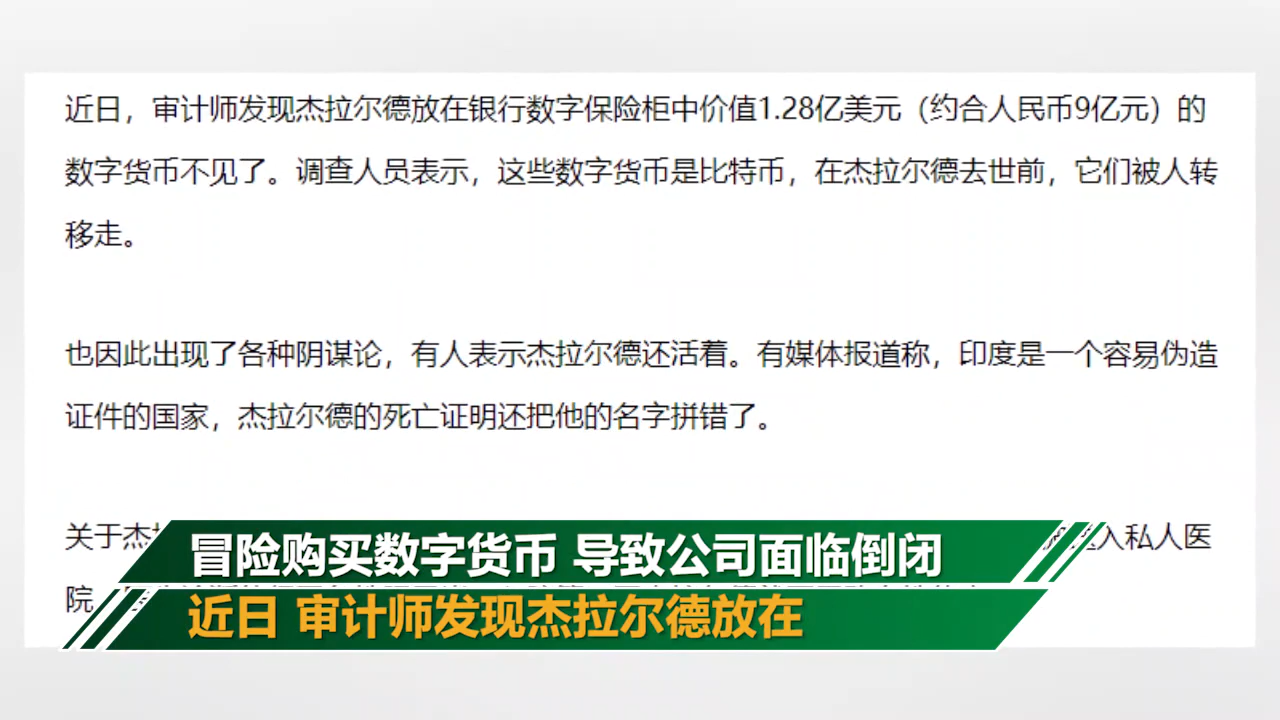 近日，审计师发现杰拉尔德放在银行数字保险柜中价值1.28亿美元（约合人民币9亿元）的
数字货币不见了。调查人员表示，这些数字货币是比特币，在杰拉尔德去世前，它们被人转
移走。
也因此出现了各种阴谋论，有人表示杰拉尔德还活着。有媒体报道称，印度是一个容易伪造
证件的国家，杰拉尔德的死亡证明还把他的名字拼错了。
关于杰 入私人医
院
冒险购买数字货币 导致公司面临倒闭
近日 审计师发现杰拉尔德放在